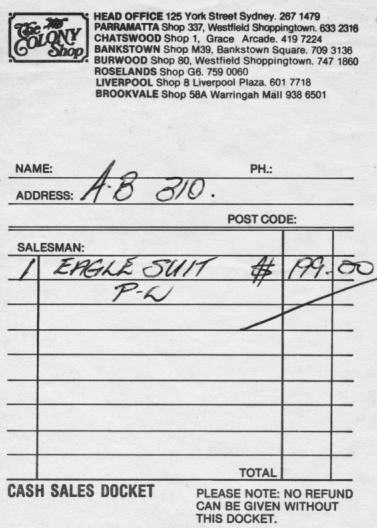 The
COLONY
Shop
HEAD OFFICE 125 York Street Sydney. 267 1479
PARRAMATTA Shop 337, Westfield Shoppingtown. 633 2316
CHATSWOOD Shop 1, Grace Arcade. 419 7224
BANKSTOWN Shop M39, Bankstown Square. 709 3136
BURWOOD Shop 80, Westfield Shoppingtown. 747 1860
ROSELANDS Shop G6. 759 0060
LIVERPOOL Shop 8 Liverpool Plaza. 601 7718
BROOKVALE Shop 58A Warringah Mall 938 6501
NAME: PH.:
ADDRESS: A-B 310.
POST CODE:
SALESMAN:
1 EAGLE SUIT $ 199.00
P-W
TOTAL
CASH SALES DOCKET
PLEASE NOTE: NO REFUND
CAN BE GIVEN WITHOUT
THIS DOCKET.